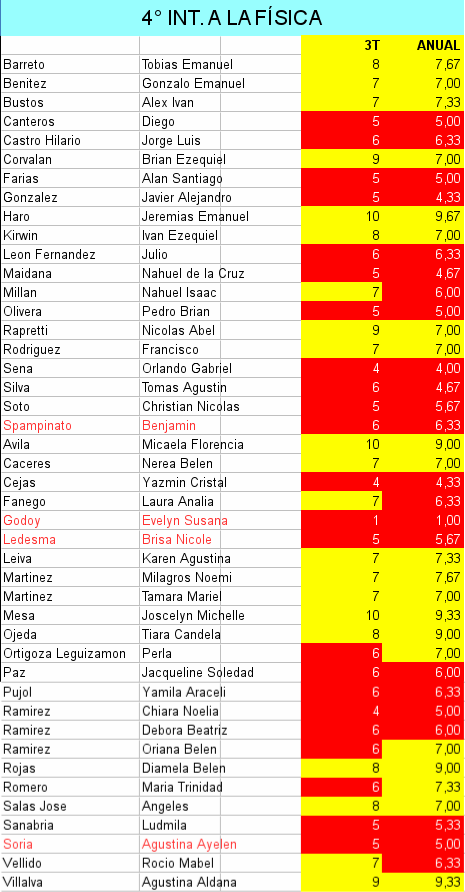 4° INT. A LA FÍSICA
3T ANUAL
Barreto Tobias Emanuel 8 7,67
Benitez Gonzalo Emanuel 7 7,00
Bustos Alex Ivan 7 7,33
Canteros Diego 5 5,00
Castro Hilario Jorge Luis 6 6,33
Corvalan Brian Ezequiel 9 7,00
Farias Alan Santiago 5 5,00
Gonzalez Javier Alejandro 5 4,33
Haro Jeremias Emanuel 10 9,67
Kirwin Ivan Ezequiel 8 7,00
Leon Fernandez Julio 6 6,33
Maidana Nahuel de la Cruz 5 4,67
Millan Nahuel Isaac 7 6,00
Olivera Pedro Brian 5 5,00
Rapretti Nicolas Abel 9 7,00
Rodriguez Francisco 7 7,00
Sena Orlando Gabriel 4 4,00
Silva Tomas Agustin 6 4,67
Soto Christian Nicolas 5 5,67
Spampinato Benjamin 6 6,33
Avila Micaela Florencia 10 9,00
Caceres Nerea Belen 7 7,00
Cejas Yazmin Cristal 4 4,33
Fanego Laura Analia 7 6,33
Godoy Evelyn Susana 1 1,00
Ledesma Brisa Nicole 5 5,67
Leiva Karen Agustina 7 7,33
Martinez Milagros Noemi 7 7,67
Martinez Tamara Mariel 7 7,00
Mesa Joscelyn Michelle 10 9,33
Ojeda Tiara Candela 8 9,00
Ortigoza Leguizamon Perla 6 7,00
Paz Jacqueline Soledad 6 6,00
Pujol Yamila Araceli 6 6,33
Ramirez Chiara Noelia 4 5,00
Ramirez Debora Beatriz 6 6,00
Ramirez Oriana Belen 6 7,00
Rojas Diamela Belen 8 9,00
Romero Maria Trinidad 6 7,33
Salas Jose Angeles 8 7,00
Sanabria Ludmila 5 5,33
Soria Agustina Ayelen 5 5,00
Vellido Rocio Mabel 7 6,33
Villalva Agustina Aldana 9 9,33